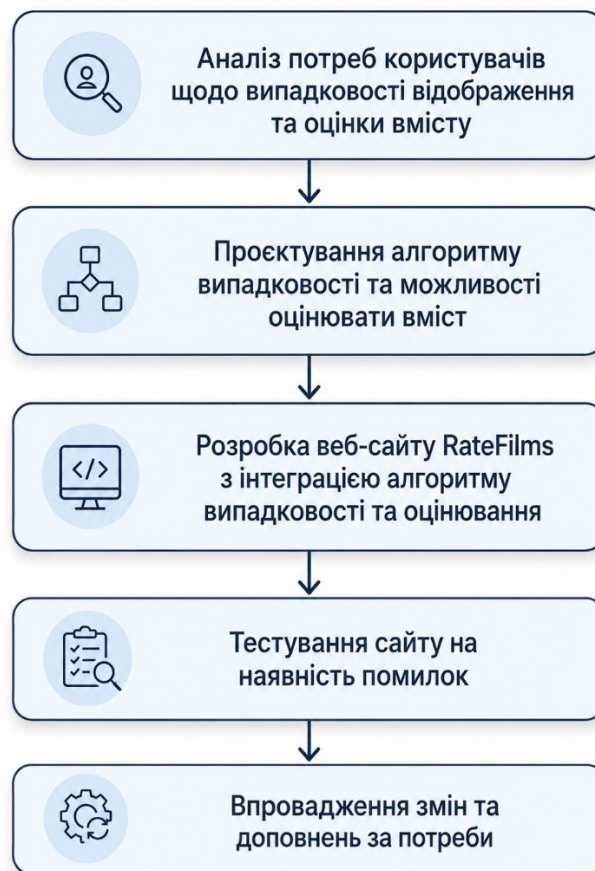 Аналіз потреб користувачів
щодо випадковості відображення
та оцінки вмісту
Проєктування алгоритму
випадковості та можливості
оцінювати вміст
</>
Розробка веб-сайту RateFilms
з інтеграцією алгоритму
випадковості та оцінювання
Тестування сайту на
наявність помилок
Впровадження змін та
доповнень за потреби